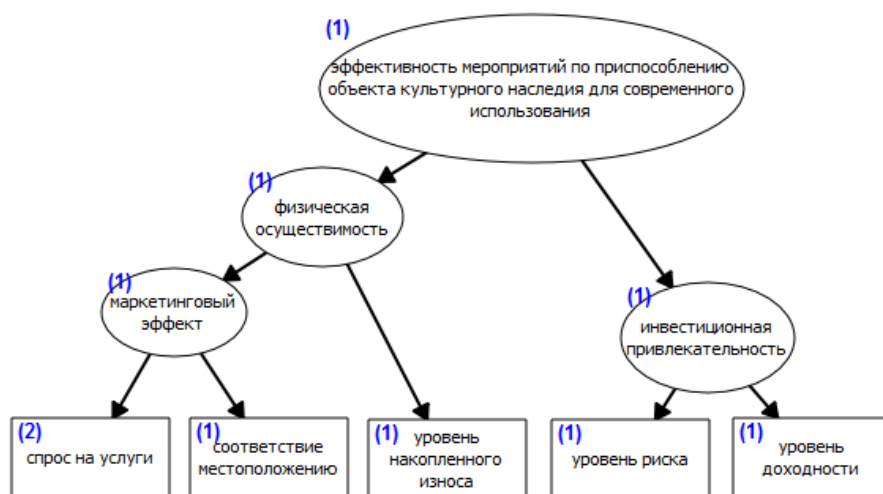 (1)
эффективность мероприятий по приспособлению
объекта культурного наследия для современного
использования
(1)
физическая
осуществимость
(1)
маркетинговый
эффект
(1)
инвестиционная
привлекательность
(2)
спрос на услуги
(1)
соответствие
местоположению
(1)
уровень
накопленного
износа
(1)
уровень риска
(1)
уровень
доходности